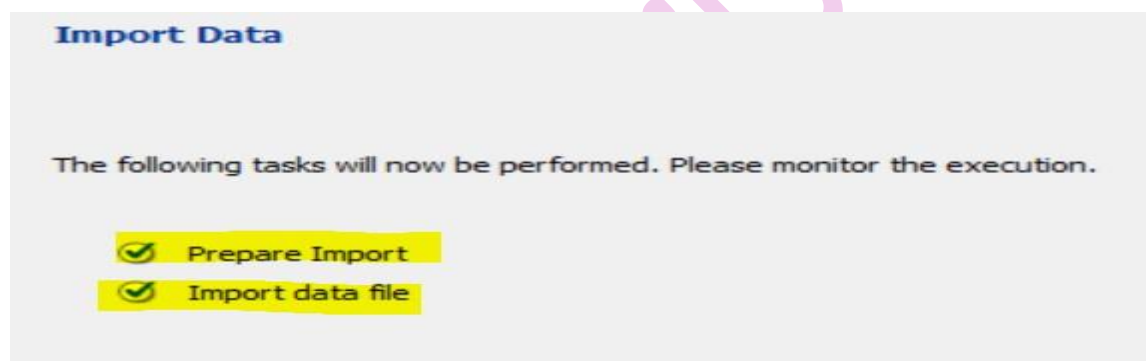 Import Data
The following tasks will now be performed. Please monitor the execution.
Prepare Import
Import data file